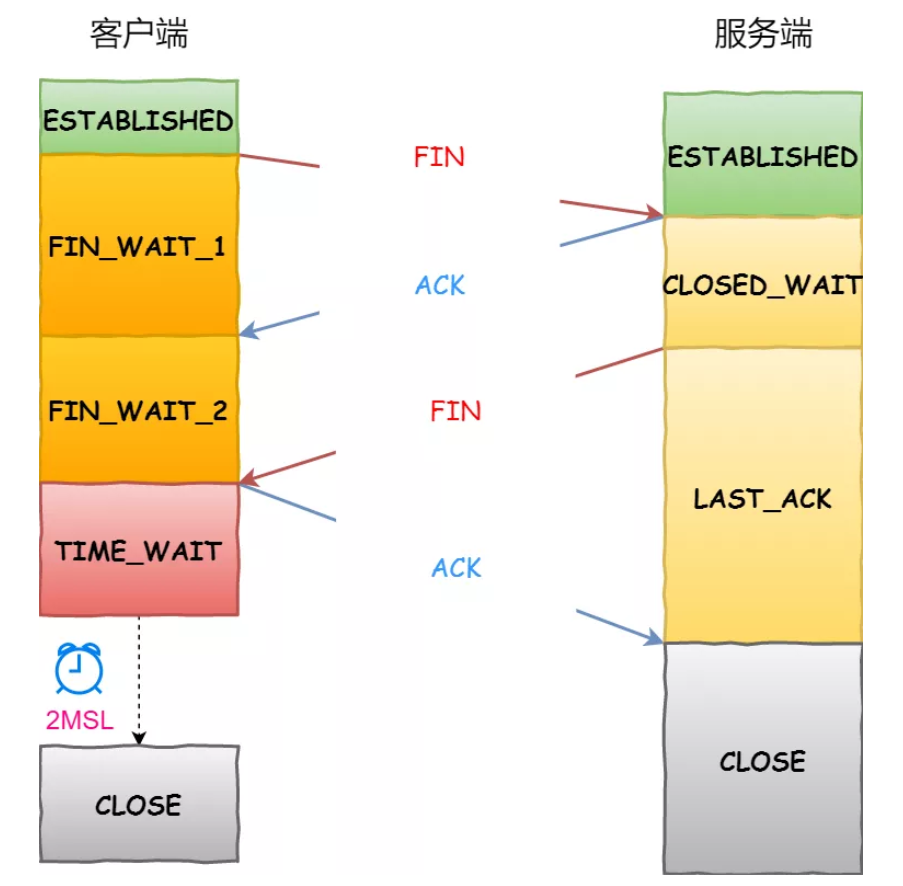 客户端
服务端
ESTABLISHED
FIN
ESTABLISHED
FIN_WAIT_1
ACK
CLOSED_WAIT
FIN_WAIT_2
FIN
LAST_ACK
TIME_WAIT
ACK
2MSL
CLOSE
CLOSE